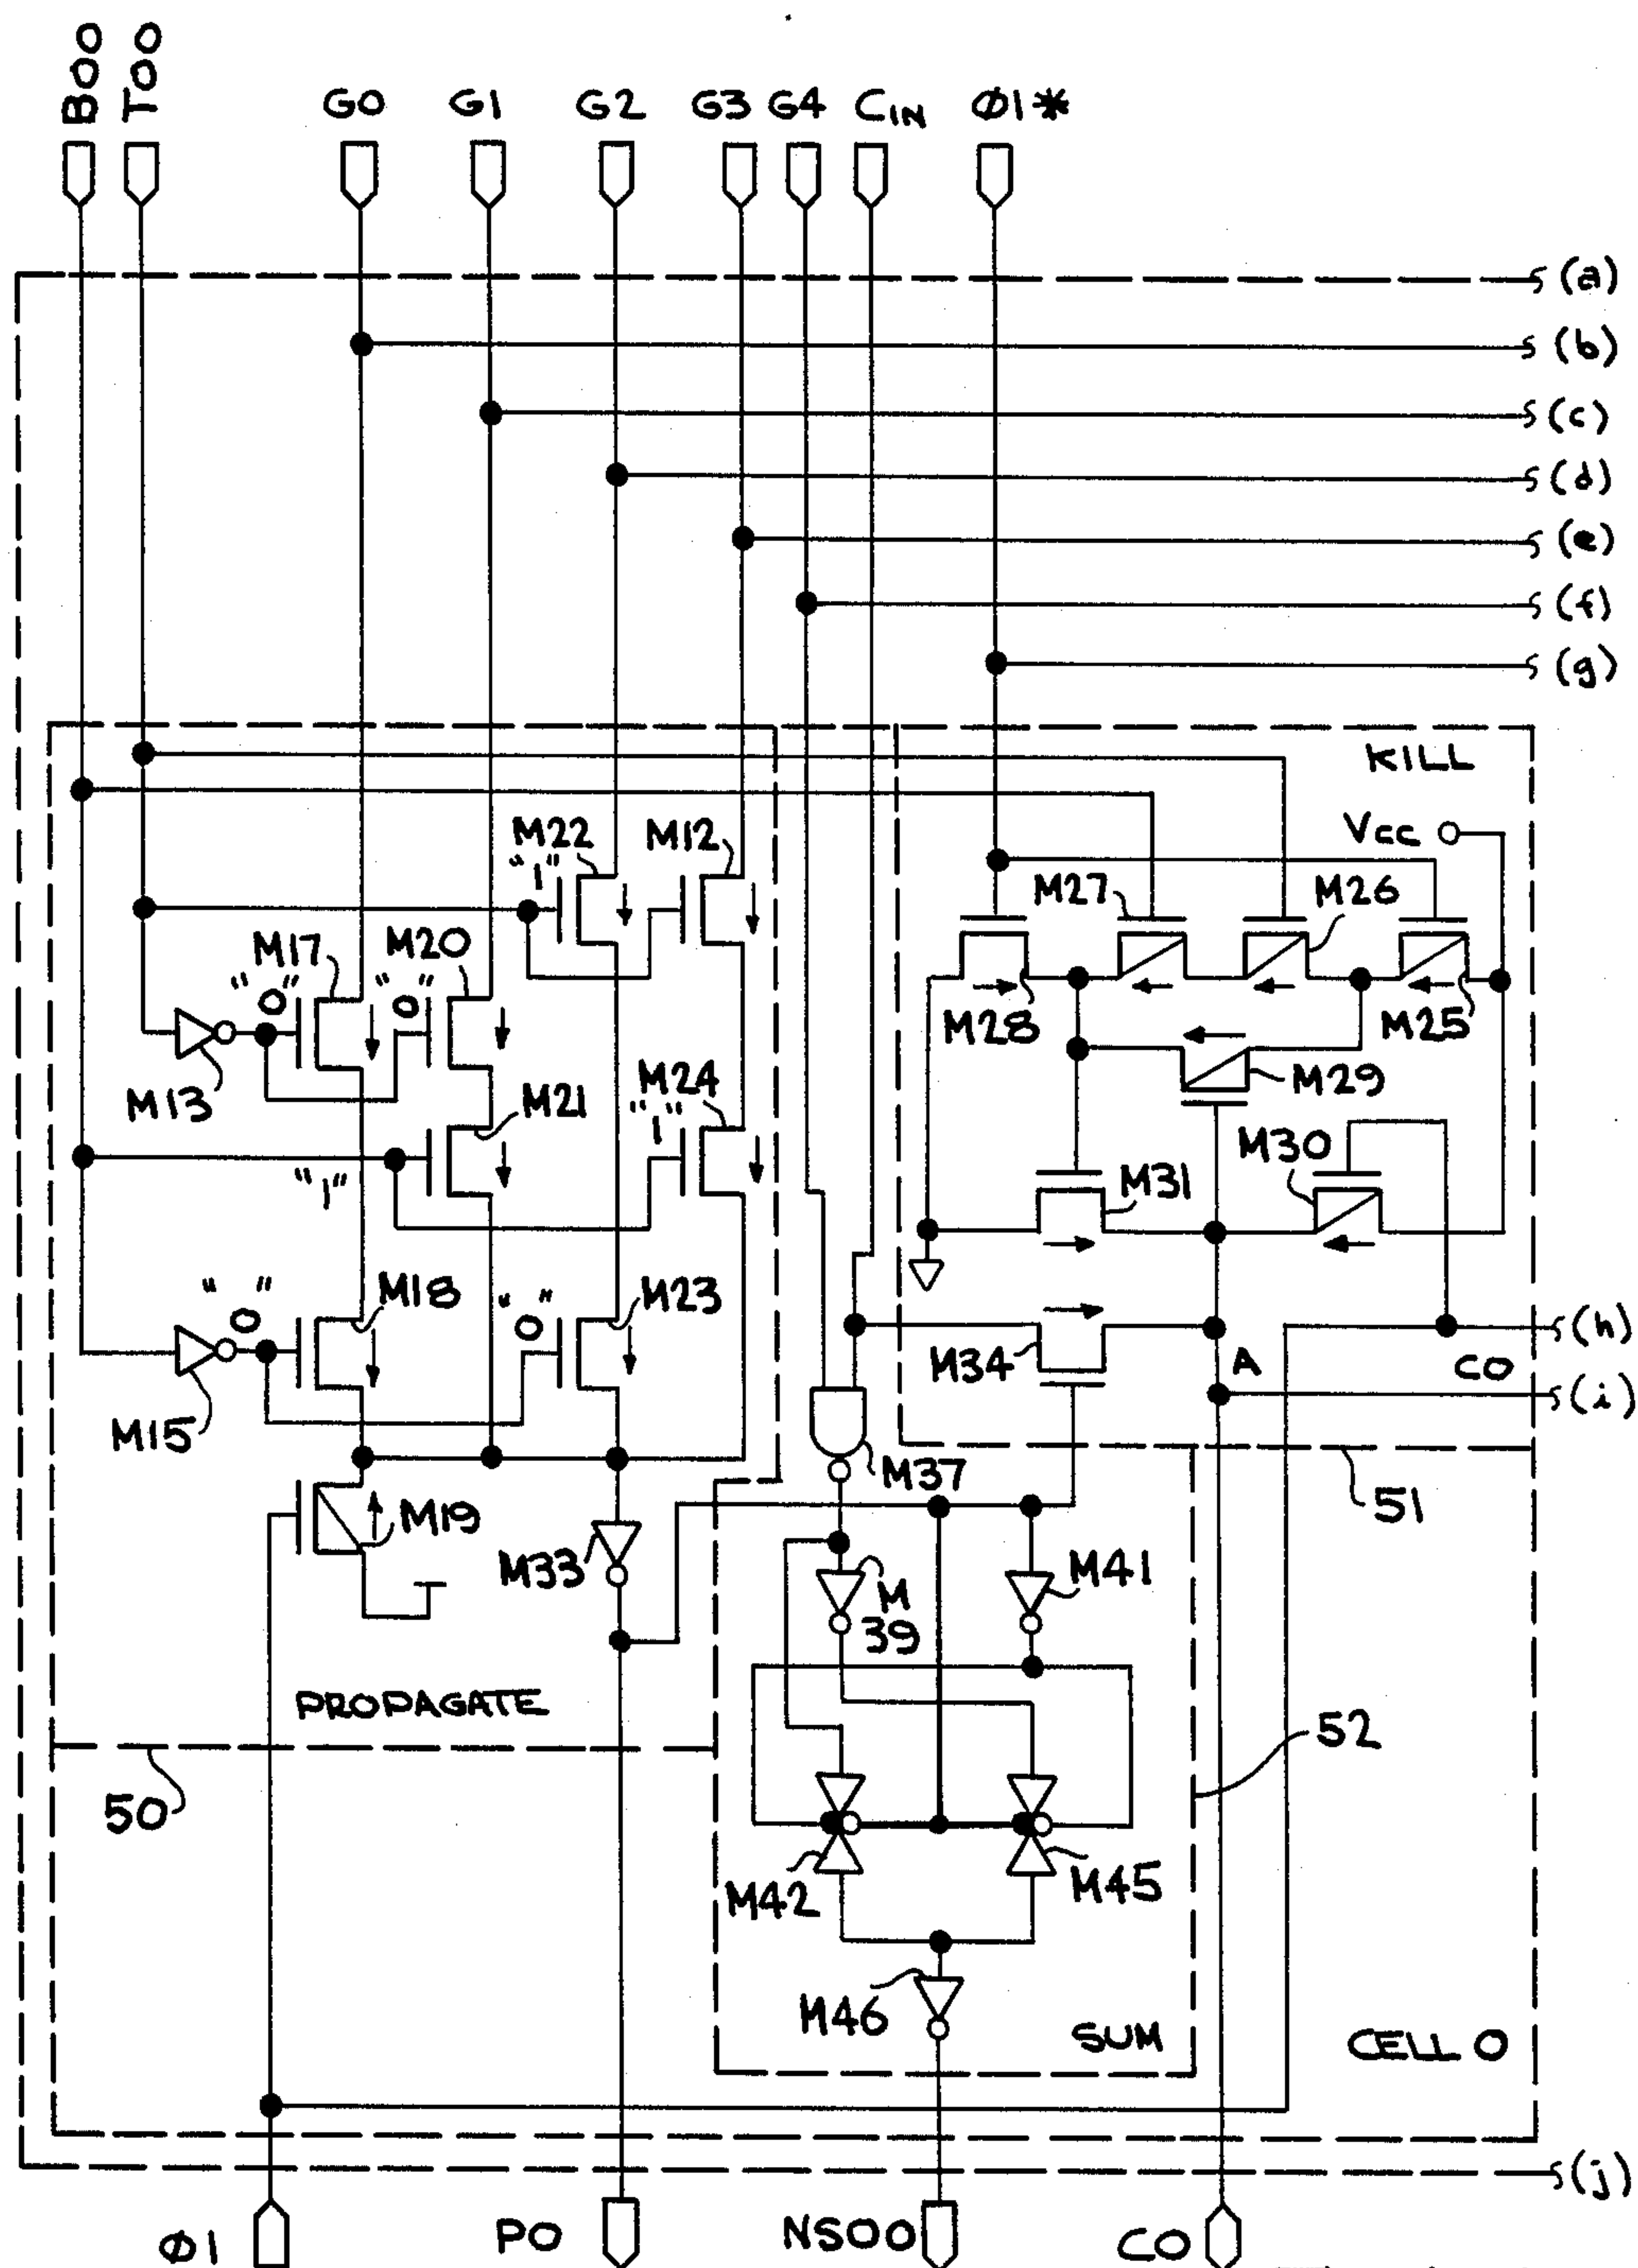 B00
T00
G0
G1
G2
G3
G4
CIN
Ø1*
(a)
(b)
(c)
(d)
(e)
(f)
(g)
KILL
VCC
M22
"1"
M12
M27
M26
M17
"0"
M20
"0"
M28
M25
M13
M21
M24
"1"
M29
M30
"1"
M31
M18
"0"
M23
"0"
M34
A
C0
(h)
(i)
M15
M37
51
M19
M33
M
39
M41
PROPAGATE
52
50
M42
M45
M46
SUM
CELL 0
(j)
Ø1
P0
NS00
C0